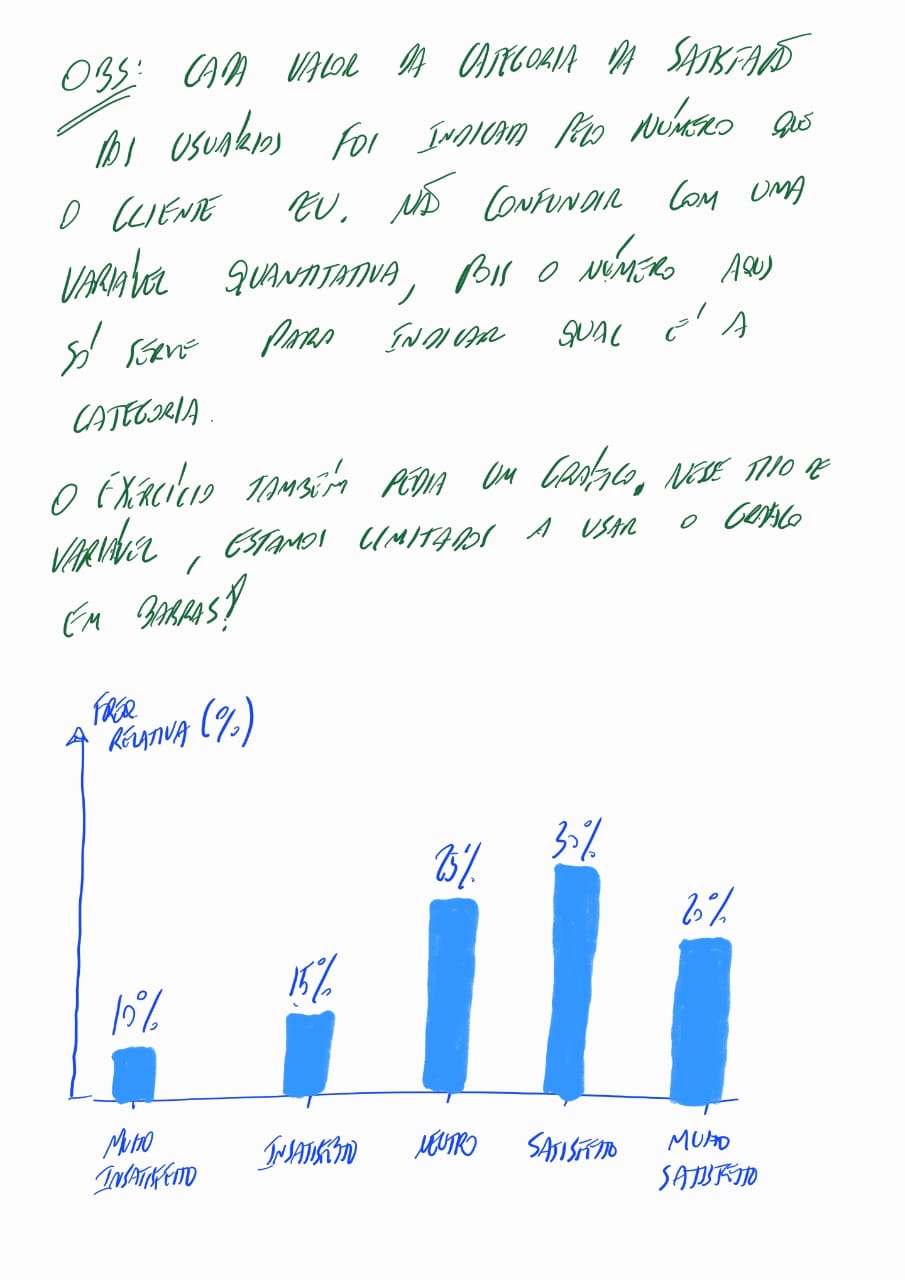 OBS: CADA VALOR DA CATEGORIA DA SATISFAÇÃO
DOS USUÁRIOS FOI INDICADA PELO NÚMERO QUE
O CLIENTE DEU. NÃO CONFUNDIR COM UMA
VARIÁVEL QUANTITATIVA, POIS O NÚMERO AQUI
SÓ SERVE PARA INDICAR QUAL É A
CATEGORIA.
O EXERCÍCIO TAMBÉM PEDIA UM GRÁFICO. NESSE TIPO DE
VARIÁVEL, ESTAMOS LIMITADOS A USAR O GRÁFICO
EM BARRAS!
FREQ.
RELATIVA (%)
30%
25%
20%
15%
10%
MUITO INSATISFEITO
INSATISFEITO
NEUTRO
SATISFEITO
MUITO SATISFEITO